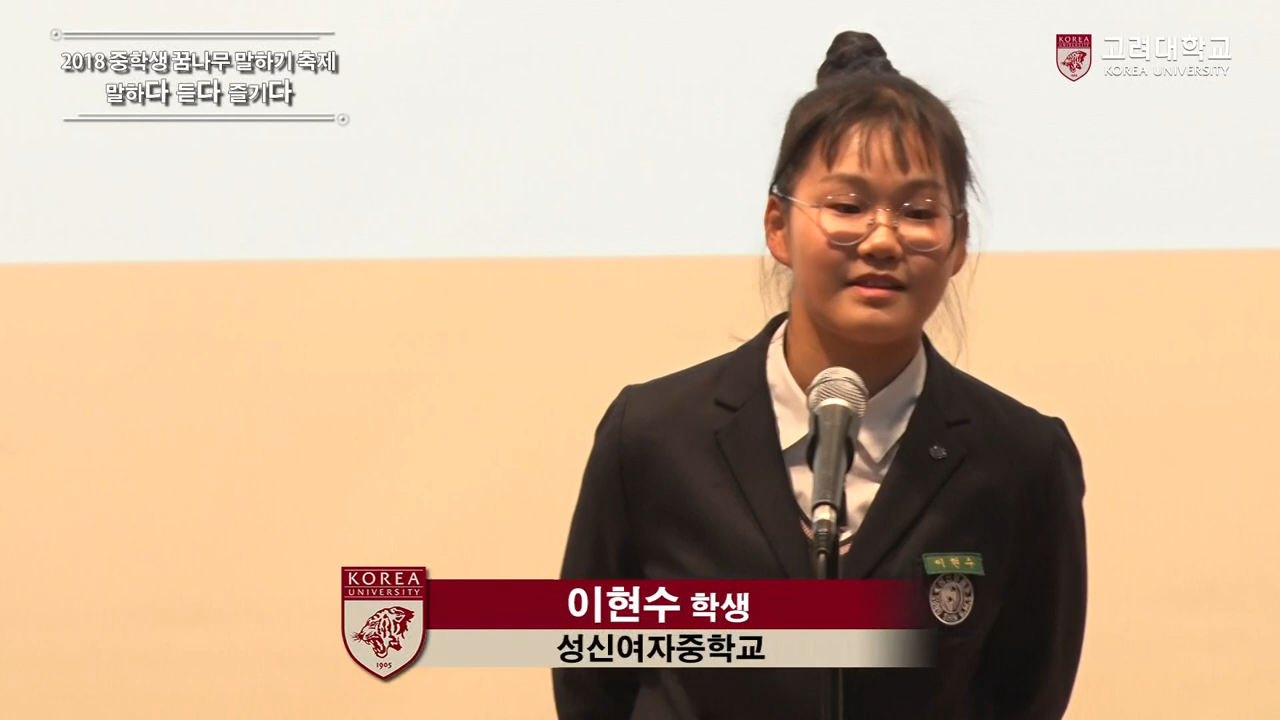 2018 중학생 꿈나무 말하기 축제
말하다 듣다 즐기다
KOREA
UNIVERSITY
고려대학교
KOREA UNIVERSITY
이현수
KOREA
UNIVERSITY
1905
이현수 학생
성신여자중학교